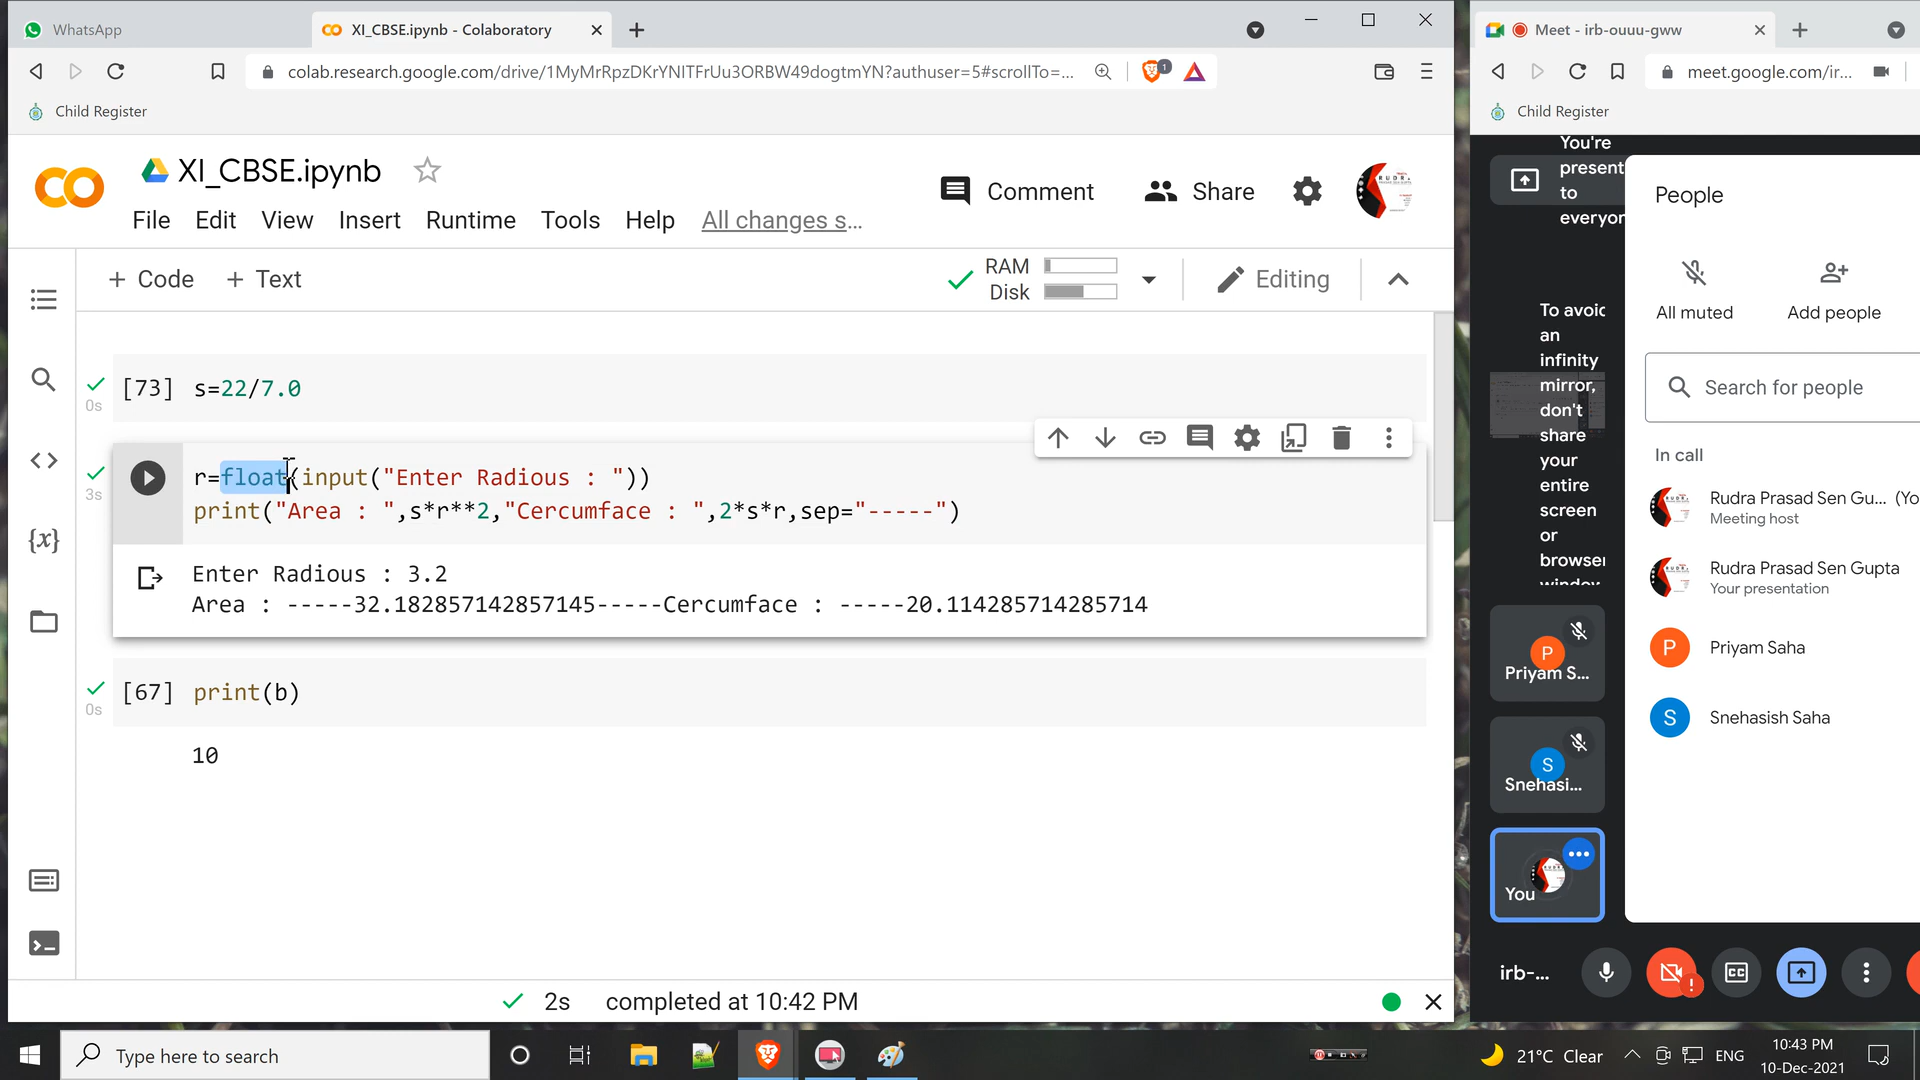 WhatsApp
XI_CBSE.ipynb - Colaboratory
colab.research.google.com/drive/1MyMrRpzDKrYNITFrUu3ORBW49dogtmYN?authuser=5#scrollTo=...
1
Child Register
XI_CBSE.ipynb
File Edit View Insert Runtime Tools Help All changes s...
Comment
Share
+ Code + Text
RAM
Disk
Editing
[73] s=22/7.0
0s
r=float(input("Enter Radious : "))
3s
print("Area : ",s*r**2,"Cercumface : ",2*s*r,sep="-----")
Enter Radious : 3.2
Area : -----32.182857142857145-----Cercumface : -----20.114285714285714
[67] print(b)
0s
10
2s completed at 10:42 PM
Meet - irb-ouuu-gww
meet.google.com/ir...
Child Register
You're
present
to
everyon
To avoid
an
infinity
mirror,
don't
share
your
entire
screen
or
browser
window
People
All muted
Add people
Search for people
In call
Rudra Prasad Sen Gu... (Yo
Meeting host
Rudra Prasad Sen Gupta
Your presentation
P
Priyam Saha
S
Snehasish Saha
P
Priyam S...
S
Snehasi...
You
irb-...
CC
!
Type here to search
21°C Clear
ENG
10:43 PM
10-Dec-2021